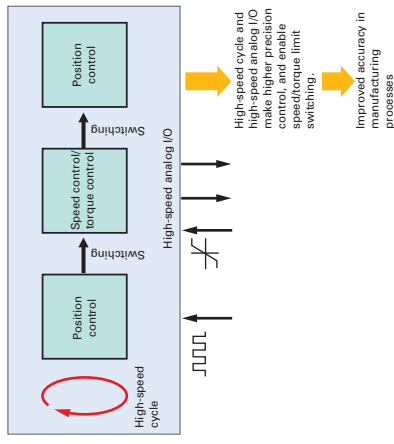 High-speed
cycle
Position
control
Switching
Speed control/
torque control
Switching
Position
control
High-speed analog I/O
High-speed cycle and
high-speed analog I/O
make higher precision
control, and enable
speed/torque limit
switching.
Improved accuracy in
manufacturing
processes